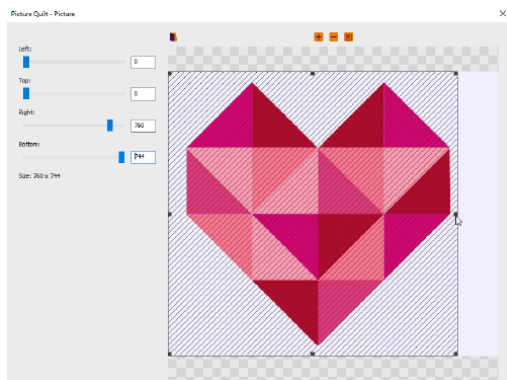 Picture Quilt - Picture
Left:
0
Top:
0
Right:
760
Bottom:
744
Size: 760 x 744